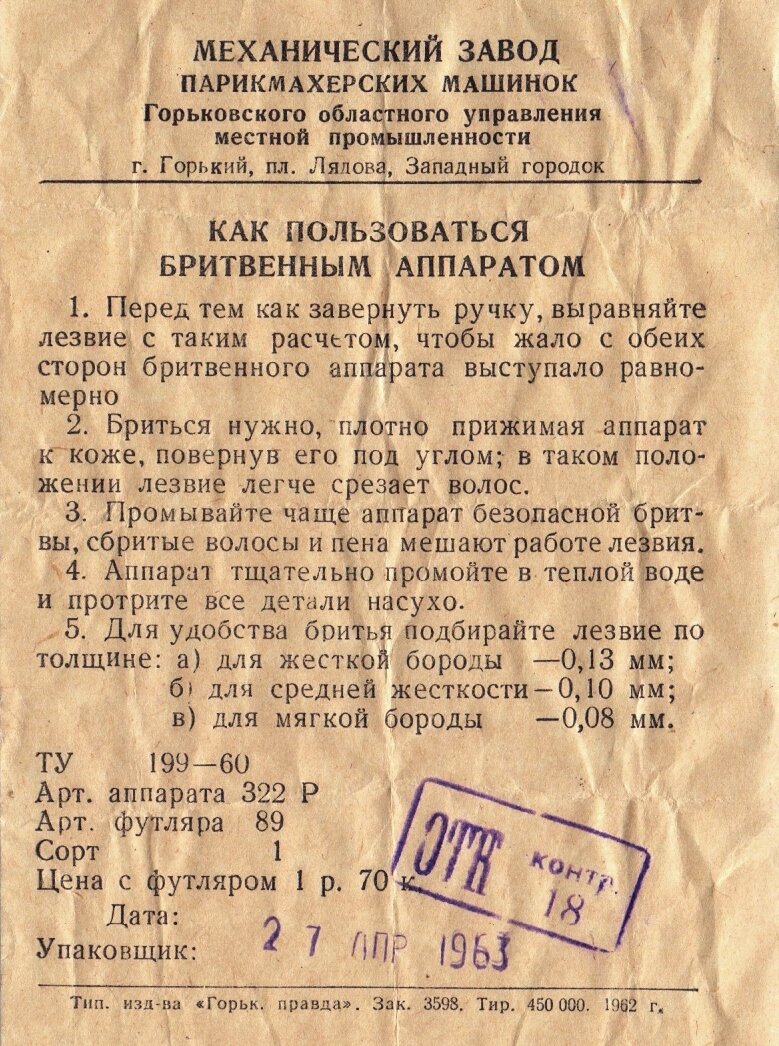 МЕХАНИЧЕСКИЙ ЗАВОД
ПАРИКМАХЕРСКИХ МАШИНОК
Горьковского областного управления
местной промышленности
г. Горький, пл. Лядова, Западный городок
КАК ПОЛЬЗОВАТЬСЯ
БРИТВЕННЫМ АППАРАТОМ
1. Перед тем как завернуть ручку, выравняйте
лезвие с таким расчетом, чтобы жало с обеих
сторон бритвенного аппарата выступало равно-
мерно
2. Бриться нужно, плотно прижимая аппарат
к коже, повернув его под углом; в таком поло-
жении лезвие легче срезает волос.
3. Промывайте чаще аппарат безопасной брит-
вы, сбритые волосы и пена мешают работе лезвия.
4. Аппарат тщательно промойте в теплой воде
и протрите все детали насухо.
5. Для удобства бритья подбирайте лезвие по
толщине: а) для жесткой бороды —0,13 мм;
б) для средней жесткости—0,10 мм;
в) для мягкой бороды —0,08 мм.
ТУ 199—60
Арт. аппарата 322 Р
Арт. футляра 89
Сорт 1
Цена с футляром 1 р. 70 к.
ОТК контр. 18
Дата:
27 АПР 1963
Упаковщик:
Тип. изд-ва «Горьк. правда». Зак. 3598. Тир. 450 000. 1962 г.